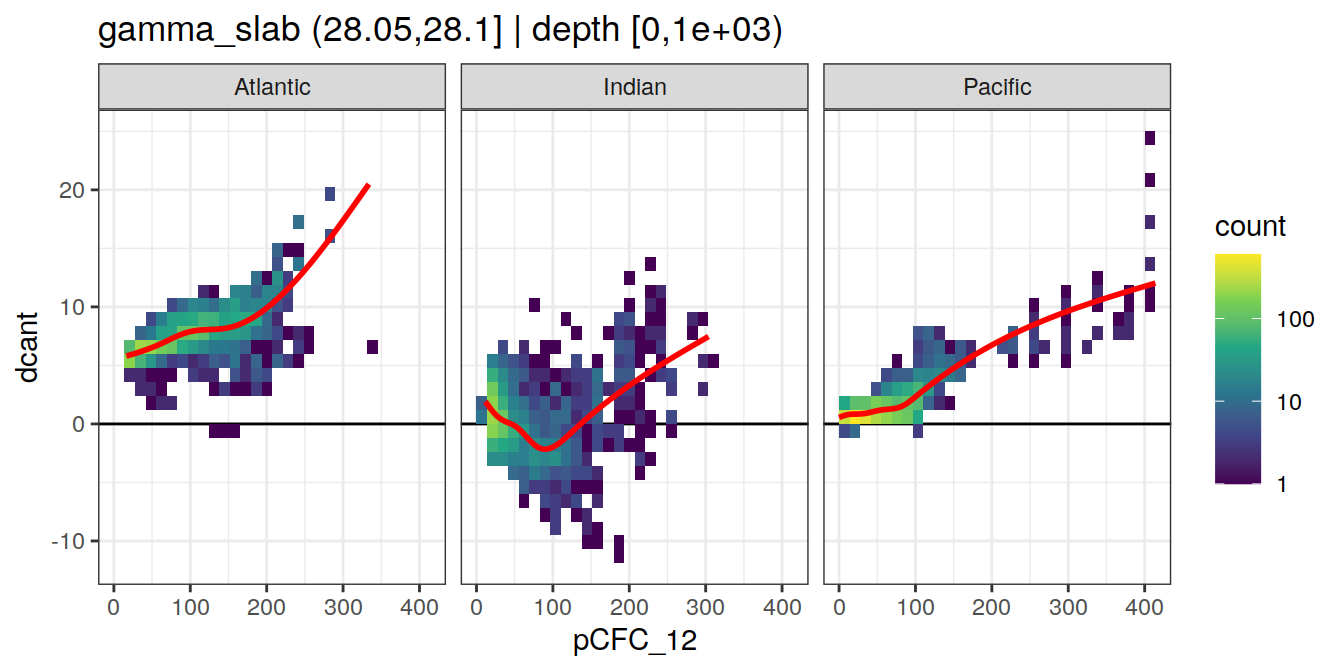 gamma_slab (28.05,28.1] | depth [0,1e+03)
Atlantic Indian Pacific
20
10
0
-10
dcant
0 100 200 300 400 0 100 200 300 400 0 100 200 300 400
pCFC_12
count
100
10
1